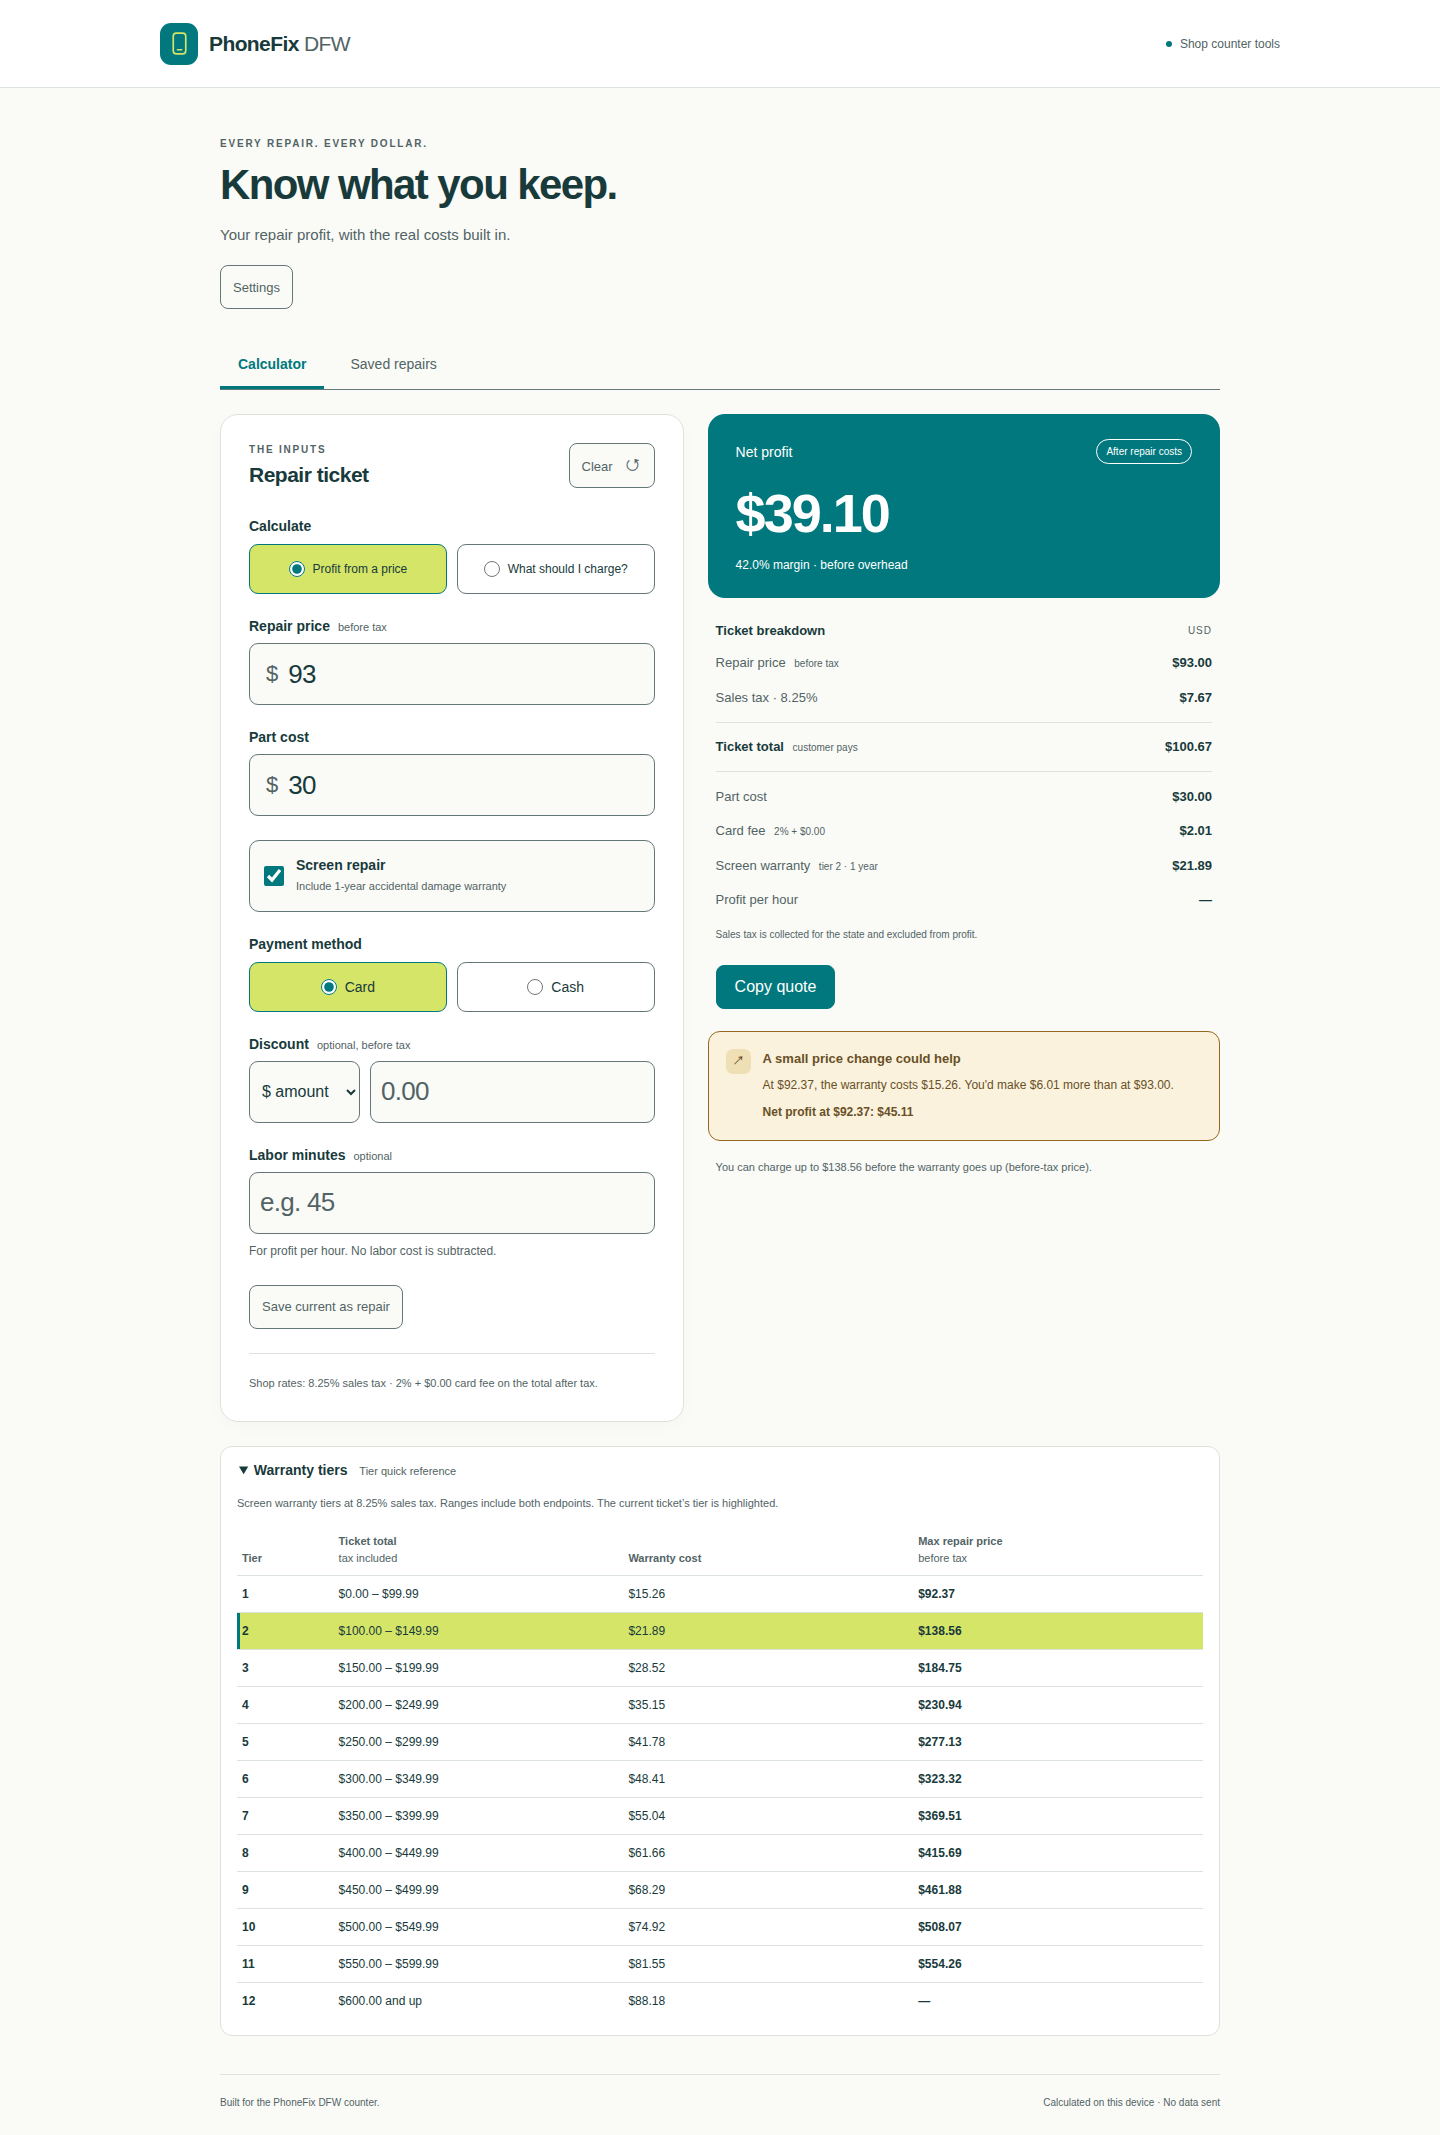 PhoneFix DFW
Shop counter tools
EVERY REPAIR. EVERY DOLLAR.
Know what you keep.
Your repair profit, with the real costs built in.
Settings
Calculator Saved repairs
THE INPUTS
Repair ticket
Clear
Calculate
Profit from a price What should I charge?
Repair price before tax
$ 93
Part cost
$ 30
Screen repair
Include 1-year accidental damage warranty
Payment method
Card Cash
Discount optional, before tax
$ amount 0.00
Labor minutes optional
e.g. 45
For profit per hour. No labor cost is subtracted.
Save current as repair
Shop rates: 8.25% sales tax · 2% + $0.00 card fee on the total after tax.
Net profit After repair costs
$39.10
42.0% margin · before overhead
Ticket breakdown USD
Repair price before tax $93.00
Sales tax · 8.25% $7.67
Ticket total customer pays $100.67
Part cost $30.00
Card fee 2% + $0.00 $2.01
Screen warranty tier 2 · 1 year $21.89
Profit per hour —
Sales tax is collected for the state and excluded from profit.
Copy quote
A small price change could help
At $92.37, the warranty costs $15.26. You'd make $6.01 more than at $93.00.
Net profit at $92.37: $45.11
You can charge up to $138.56 before the warranty goes up (before-tax price).
Warranty tiers Tier quick reference
Screen warranty tiers at 8.25% sales tax. Ranges include both endpoints. The current ticket’s tier is highlighted.
Tier Ticket total tax included Warranty cost Max repair price before tax
1 $0.00 – $99.99 $15.26 $92.37
2 $100.00 – $149.99 $21.89 $138.56
3 $150.00 – $199.99 $28.52 $184.75
4 $200.00 – $249.99 $35.15 $230.94
5 $250.00 – $299.99 $41.78 $277.13
6 $300.00 – $349.99 $48.41 $323.32
7 $350.00 – $399.99 $55.04 $369.51
8 $400.00 – $449.99 $61.66 $415.69
9 $450.00 – $499.99 $68.29 $461.88
10 $500.00 – $549.99 $74.92 $508.07
11 $550.00 – $599.99 $81.55 $554.26
12 $600.00 and up $88.18 —
Built for the PhoneFix DFW counter.
Calculated on this device · No data sent